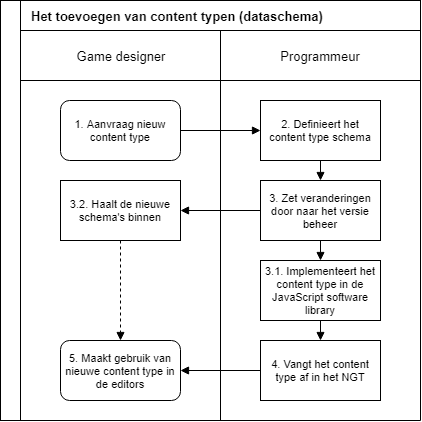 Het toevoegen van content typen (dataschema)
Game designer
Programmeur
1. Aanvraag nieuw
content type
2. Definieert het
content type schema
3.2. Haalt de nieuwe
schema's binnen
3. Zet veranderingen
door naar het versie
beheer
3.1. Implementeert het
content type in de
JavaScript software
library
5. Maakt gebruik van
nieuwe content type in
de editors
4. Vangt het content
type af in het NGT